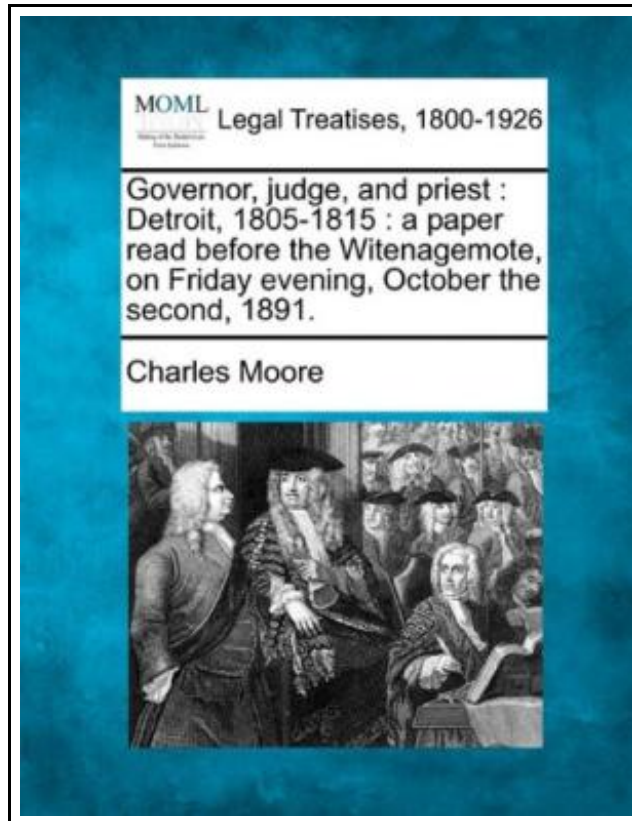 MOML
Legal Treatises, 1800-1926
Governor, judge, and priest :
Detroit, 1805-1815 : a paper
read before the Witenagemote,
on Friday evening, October the
second, 1891.
Charles Moore